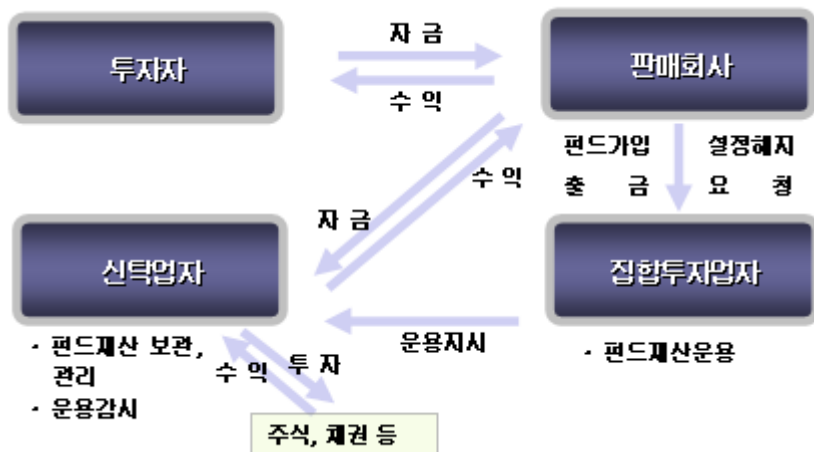 자 금
투자자
판매회사
수 익
펀드가입 설정해지
출 금 요 청
수 익
자 금
신탁업자
집합투자업자
운용지시
· 펀드재산 보관,
관리
· 운용감시
· 펀드재산운용
수 익
투 자
주식, 채권 등